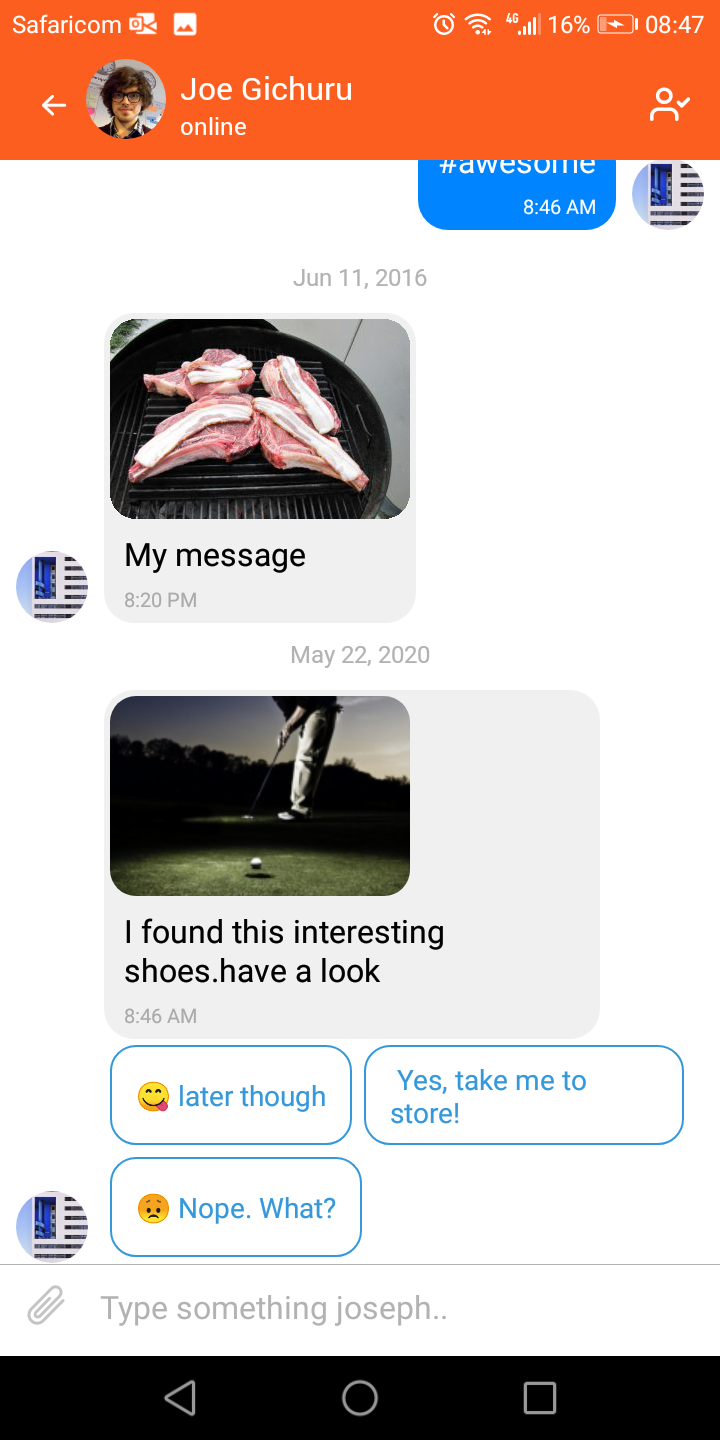 Safaricom
4G 16% 08:47
Joe Gichuru
online
#awesome
8:46 AM
Jun 11, 2016
My message
8:20 PM
May 22, 2020
I found this interesting
shoes.have a look
8:46 AM
😋 later though
Yes, take me to
store!
😞 Nope. What?
Type something joseph..